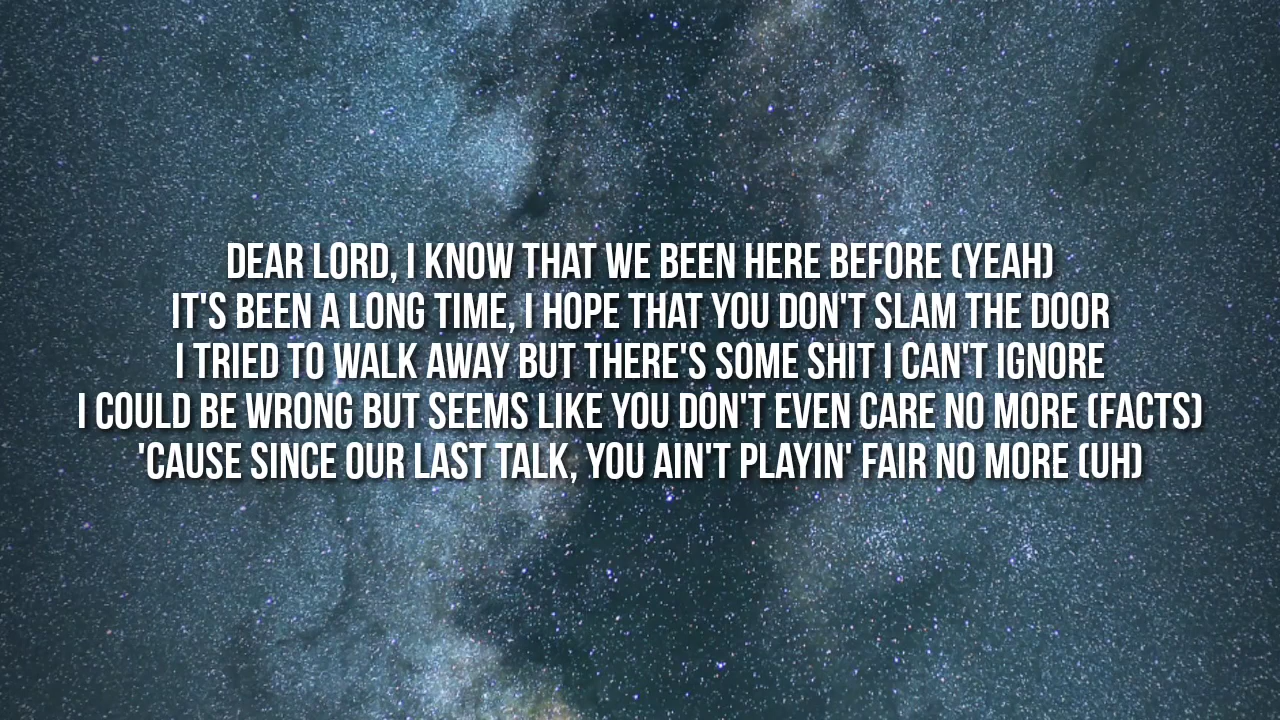 DEAR LORD, I KNOW THAT WE BEEN HERE BEFORE (YEAH)
IT'S BEEN A LONG TIME, I HOPE THAT YOU DON'T SLAM THE DOOR
I TRIED TO WALK AWAY BUT THERE'S SOME SHIT I CAN'T IGNORE
I COULD BE WRONG BUT SEEMS LIKE YOU DON'T EVEN CARE NO MORE (FACTS)
'CAUSE SINCE OUR LAST TALK, YOU AIN'T PLAYIN' FAIR NO MORE (UH)